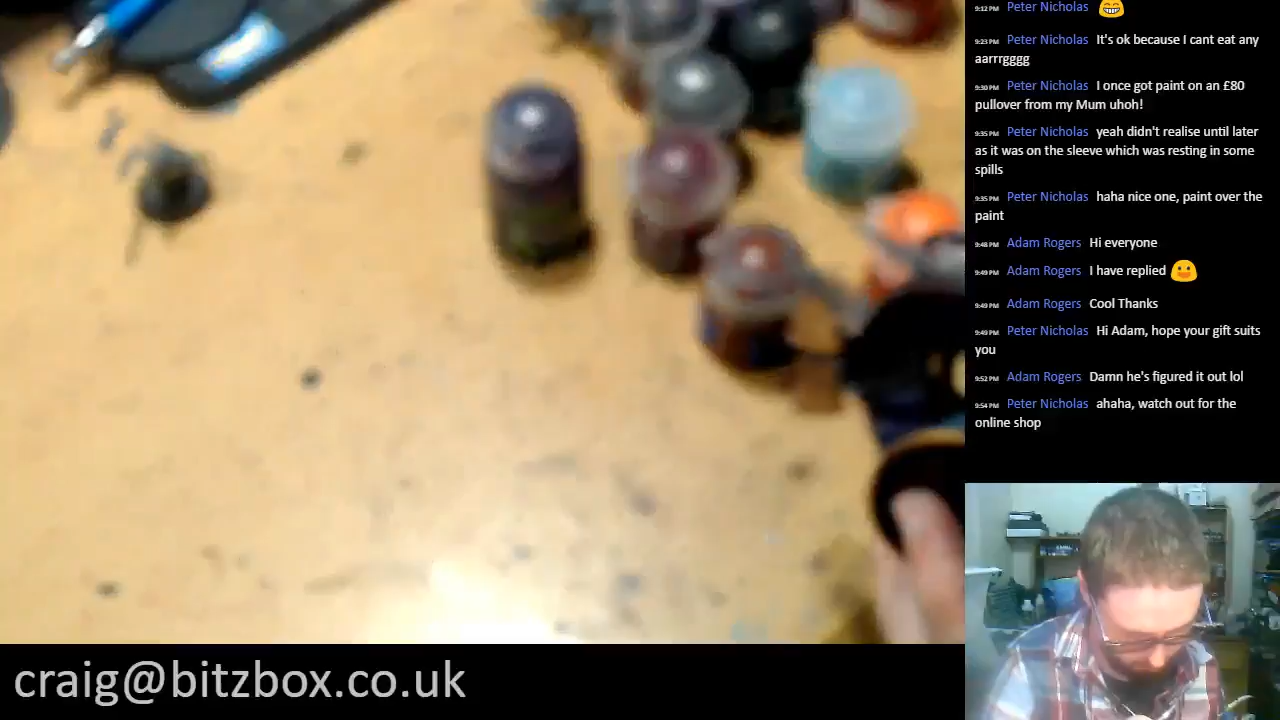 9:12 PM Peter Nicholas
9:23 PM Peter Nicholas It's ok because I cant eat any
aarrrgggg
9:30 PM Peter Nicholas I once got paint on an £80
pullover from my Mum uhoh!
9:35 PM Peter Nicholas yeah didn't realise until later
as it was on the sleeve which was resting in some
spills
9:35 PM Peter Nicholas haha nice one, paint over the
paint
9:48 PM Adam Rogers Hi everyone
9:49 PM Adam Rogers I have replied
9:49 PM Adam Rogers Cool Thanks
9:49 PM Peter Nicholas Hi Adam, hope your gift suits
you
9:52 PM Adam Rogers Damn he's figured it out lol
9:54 PM Peter Nicholas ahaha, watch out for the
online shop
craig@bitzbox.co.uk